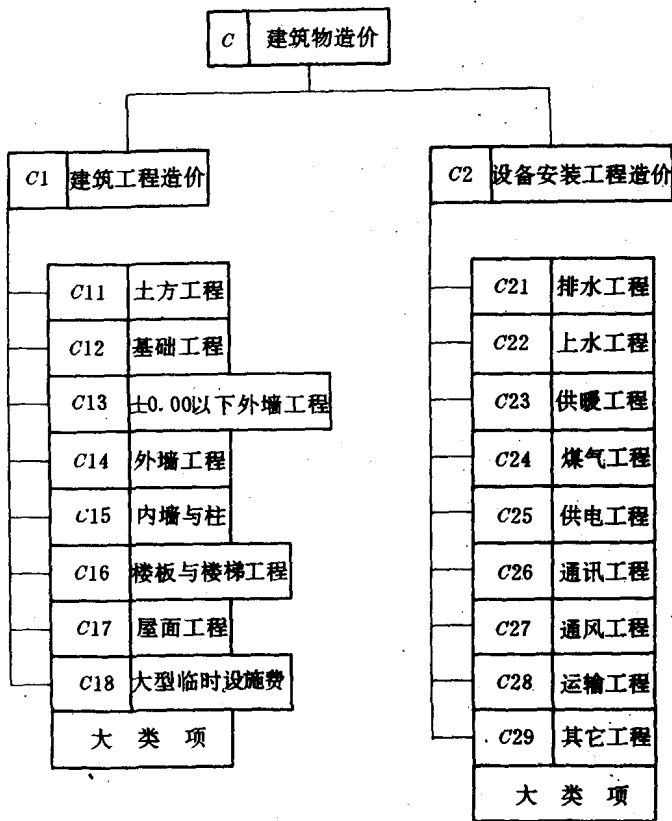 C 建筑物造价
C1 建筑工程造价
C11 土方工程
C12 基础工程
C13 ±0.00以下外墙工程
C14 外墙工程
C15 内墙与柱
C16 楼板与楼梯工程
C17 屋面工程
C18 大型临时设施费
大类项
C2 设备安装工程造价
C21 排水工程
C22 上水工程
C23 供暖工程
C24 煤气工程
C25 供电工程
C26 通讯工程
C27 通风工程
C28 运输工程
C29 其它工程
大类项